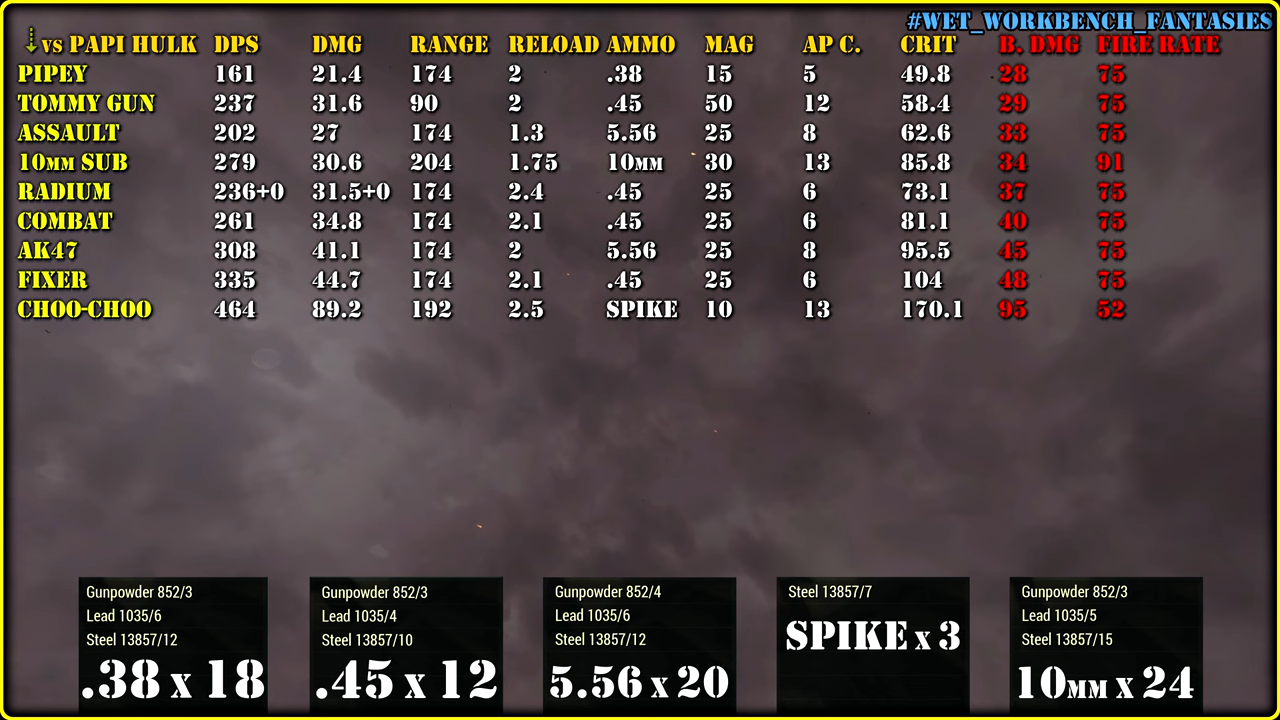 #WET_WORKBENCH_FANTASIES
↓vs PAPI HULK DPS DMG RANGE RELOAD AMMO MAG AP C. CRIT B. DMG FIRE RATE
PIPEY 161 21.4 174 2 .38 15 5 49.8 28 75
TOMMY GUN 237 31.6 90 2 .45 50 12 58.4 29 75
ASSAULT 202 27 174 1.3 5.56 25 8 62.6 33 75
10MM SUB 279 30.6 204 1.75 10MM 30 13 85.8 34 91
RADIUM 236+0 31.5+0 174 2.4 .45 25 6 73.1 37 75
COMBAT 261 34.8 174 2.1 .45 25 6 81.1 40 75
AK47 308 41.1 174 2 5.56 25 8 95.5 45 75
FIXER 335 44.7 174 2.1 .45 25 6 104 48 75
CHOO-CHOO 464 89.2 192 2.5 SPIKE 10 13 170.1 95 52
Gunpowder 852/3
Lead 1035/6
Steel 13857/12
.38 x 18
Gunpowder 852/3
Lead 1035/4
Steel 13857/10
.45 x 12
Gunpowder 852/4
Lead 1035/6
Steel 13857/12
5.56 x 20
Steel 13857/7
SPIKE x 3
Gunpowder 852/3
Lead 1035/5
Steel 13857/15
10MM x 24